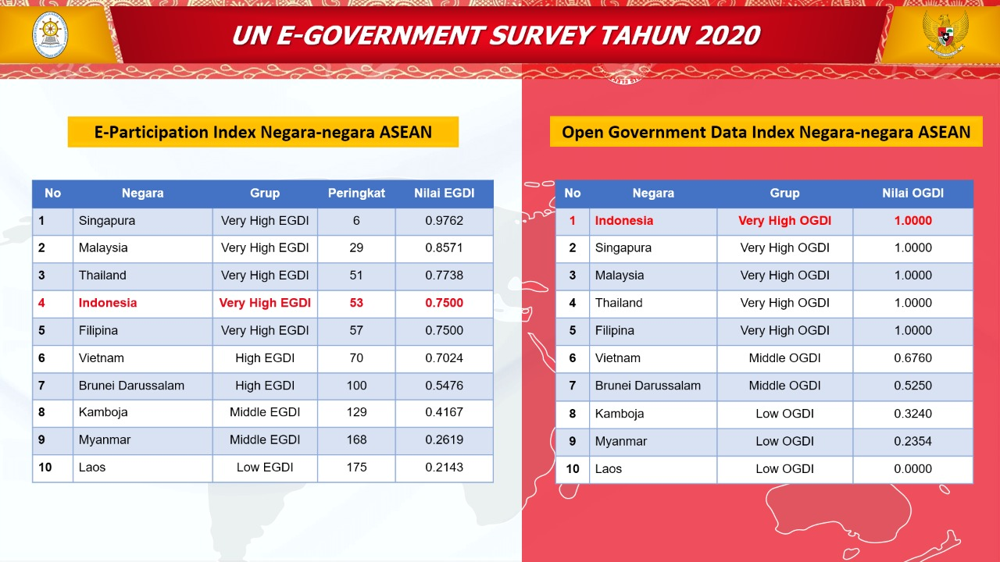 UN E-GOVERNMENT SURVEY TAHUN 2020
E-Participation Index Negara-negara ASEAN
No Negara Grup Peringkat Nilai EGDI
1 Singapura Very High EGDI 6 0.9762
2 Malaysia Very High EGDI 29 0.8571
3 Thailand Very High EGDI 51 0.7738
4 Indonesia Very High EGDI 53 0.7500
5 Filipina Very High EGDI 57 0.7500
6 Vietnam High EGDI 70 0.7024
7 Brunei Darussalam High EGDI 100 0.5476
8 Kamboja Middle EGDI 129 0.4167
9 Myanmar Middle EGDI 168 0.2619
10 Laos Low EGDI 175 0.2143
Open Government Data Index Negara-negara ASEAN
No Negara Grup Nilai OGDI
1 Indonesia Very High OGDI 1.0000
2 Singapura Very High OGDI 1.0000
3 Malaysia Very High OGDI 1.0000
4 Thailand Very High OGDI 1.0000
5 Filipina Very High OGDI 1.0000
6 Vietnam Middle OGDI 0.6760
7 Brunei Darussalam Middle OGDI 0.5250
8 Kamboja Low OGDI 0.3240
9 Myanmar Low OGDI 0.2354
10 Laos Low OGDI 0.0000